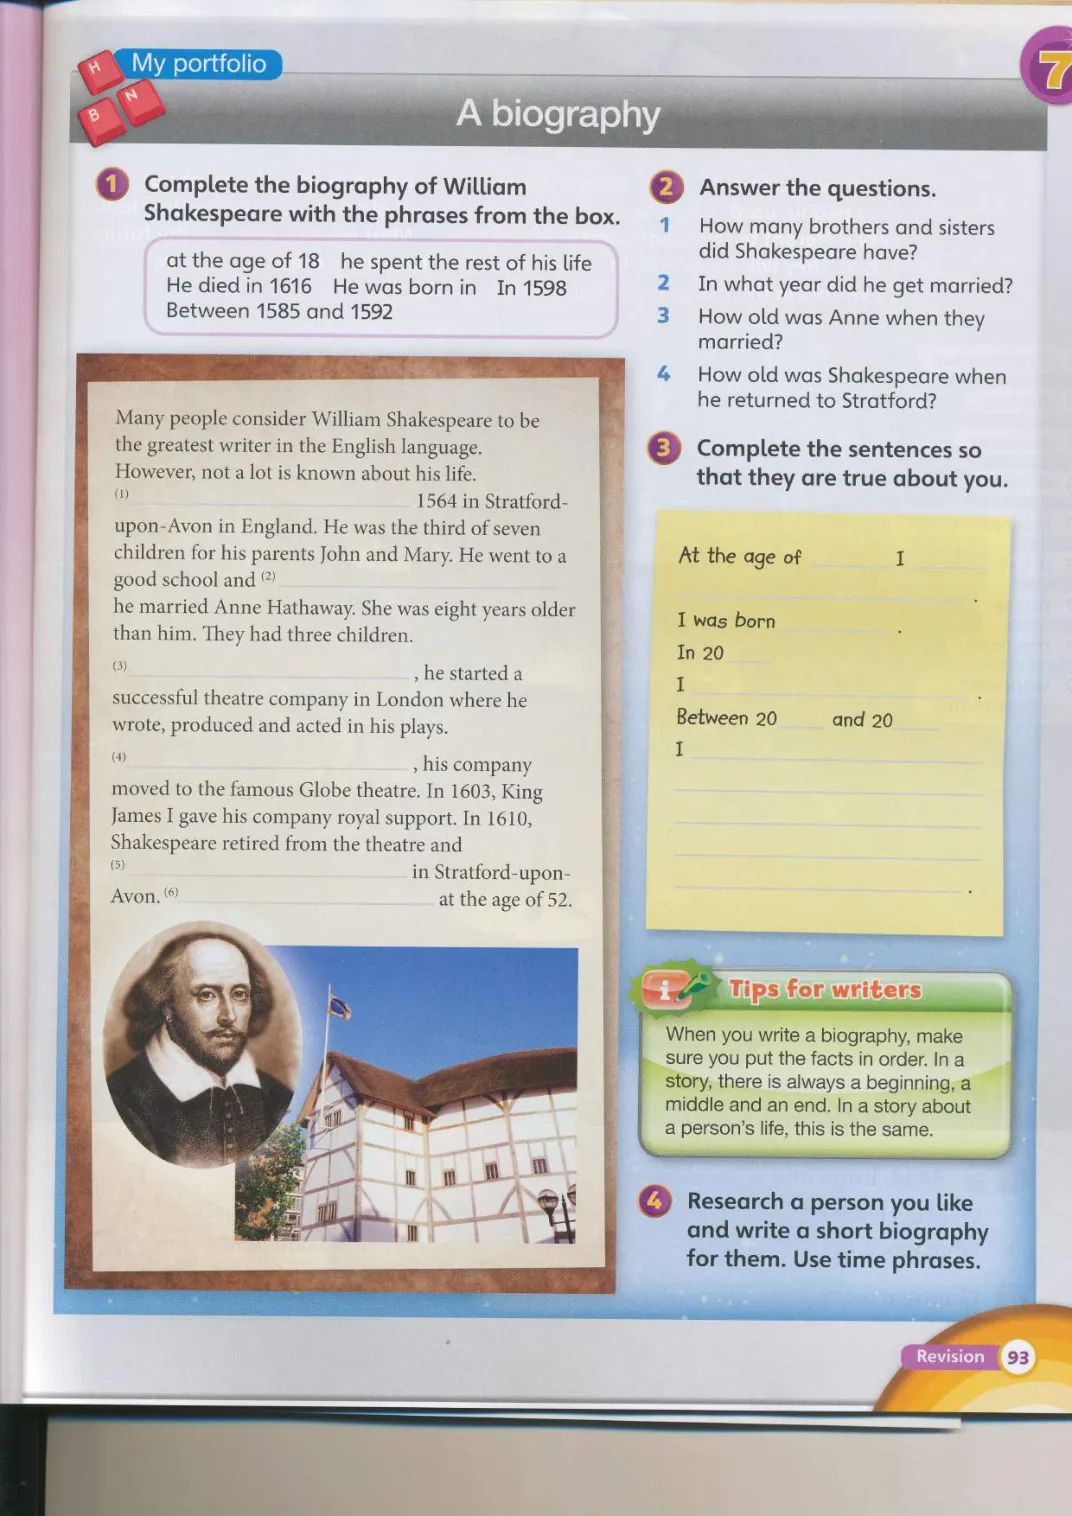 My portfolio
H
B
N
7
A biography
1 Complete the biography of William
Shakespeare with the phrases from the box.
at the age of 18 he spent the rest of his life
He died in 1616 He was born in In 1598
Between 1585 and 1592
Many people consider William Shakespeare to be
the greatest writer in the English language.
However, not a lot is known about his life.
(1) 1564 in Stratford-
upon-Avon in England. He was the third of seven
children for his parents John and Mary. He went to a
good school and (2)
he married Anne Hathaway. She was eight years older
than him. They had three children.
(3) , he started a
successful theatre company in London where he
wrote, produced and acted in his plays.
(4) , his company
moved to the famous Globe theatre. In 1603, King
James I gave his company royal support. In 1610,
Shakespeare retired from the theatre and
(5) in Stratford-upon-
Avon. (6) at the age of 52.
2 Answer the questions.
1 How many brothers and sisters
did Shakespeare have?
2 In what year did he get married?
3 How old was Anne when they
married?
4 How old was Shakespeare when
he returned to Stratford?
3 Complete the sentences so
that they are true about you.
At the age of I
.
I was born .
In 20
I .
Between 20 and 20
I
.
i Tips for writers
When you write a biography, make
sure you put the facts in order. In a
story, there is always a beginning, a
middle and an end. In a story about
a person's life, this is the same.
4 Research a person you like
and write a short biography
for them. Use time phrases.
Revision 93